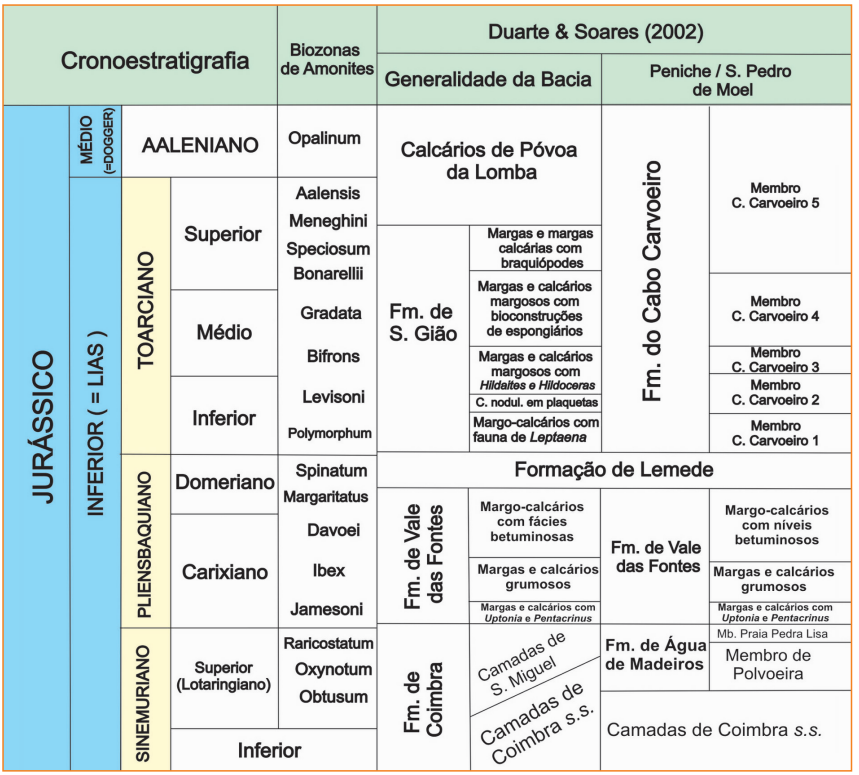 Cronoestratigrafia
Biozonas
de Amonites
Duarte & Soares (2002)
Generalidade da Bacia
Peniche / S. Pedro
de Moel
JURÁSSICO
MÉDIO
(=DOGGER)
INFERIOR ( = LIAS )
AALENIANO
Opalinum
TOARCIANO
Superior
Aalensis
Meneghini
Speciosum
Bonarellii
Médio
Gradata
Bifrons
Inferior
Levisoni
Polymorphum
PLIENSBAQUIANO
Domeriano
Spinatum
Margaritatus
Carixiano
Davoei
Ibex
Jamesoni
SINEMURIANO
Superior
(Lotaringiano)
Raricostatum
Oxynotum
Obtusum
Inferior
Calcários de Póvoa
da Lomba
Fm. de
S. Gião
Margas e margas
calcárias com
braquiópodes
Margas e calcários
margosos com
bioconstruções
de espongiários
Margas e calcários
margosos com
Hildaites e Hildoceras
C. nodul. em plaquetas
Margo-calcários com
fauna de Leptaena
Fm. do Cabo Carvoeiro
Membro
C. Carvoeiro 5
Membro
C. Carvoeiro 4
Membro
C. Carvoeiro 3
Membro
C. Carvoeiro 2
Membro
C. Carvoeiro 1
Formação de Lemede
Fm. de Vale
das Fontes
Margo-calcários
com fácies
betuminosas
Margas e calcários
grumosos
Margas e calcários com
Uptonia e Pentacrinus
Fm. de Vale
das Fontes
Margo-calcários
com níveis
betuminosos
Margas e calcários
grumosos
Margas e calcários com
Uptonia e Pentacrinus
Fm. de
Coimbra
Camadas de
S. Miguel
Camadas de
Coimbra s.s.
Fm. de Água
de Madeiros
Mb. Praia Pedra Lisa
Membro de
Polvoeira
Camadas de Coimbra s.s.